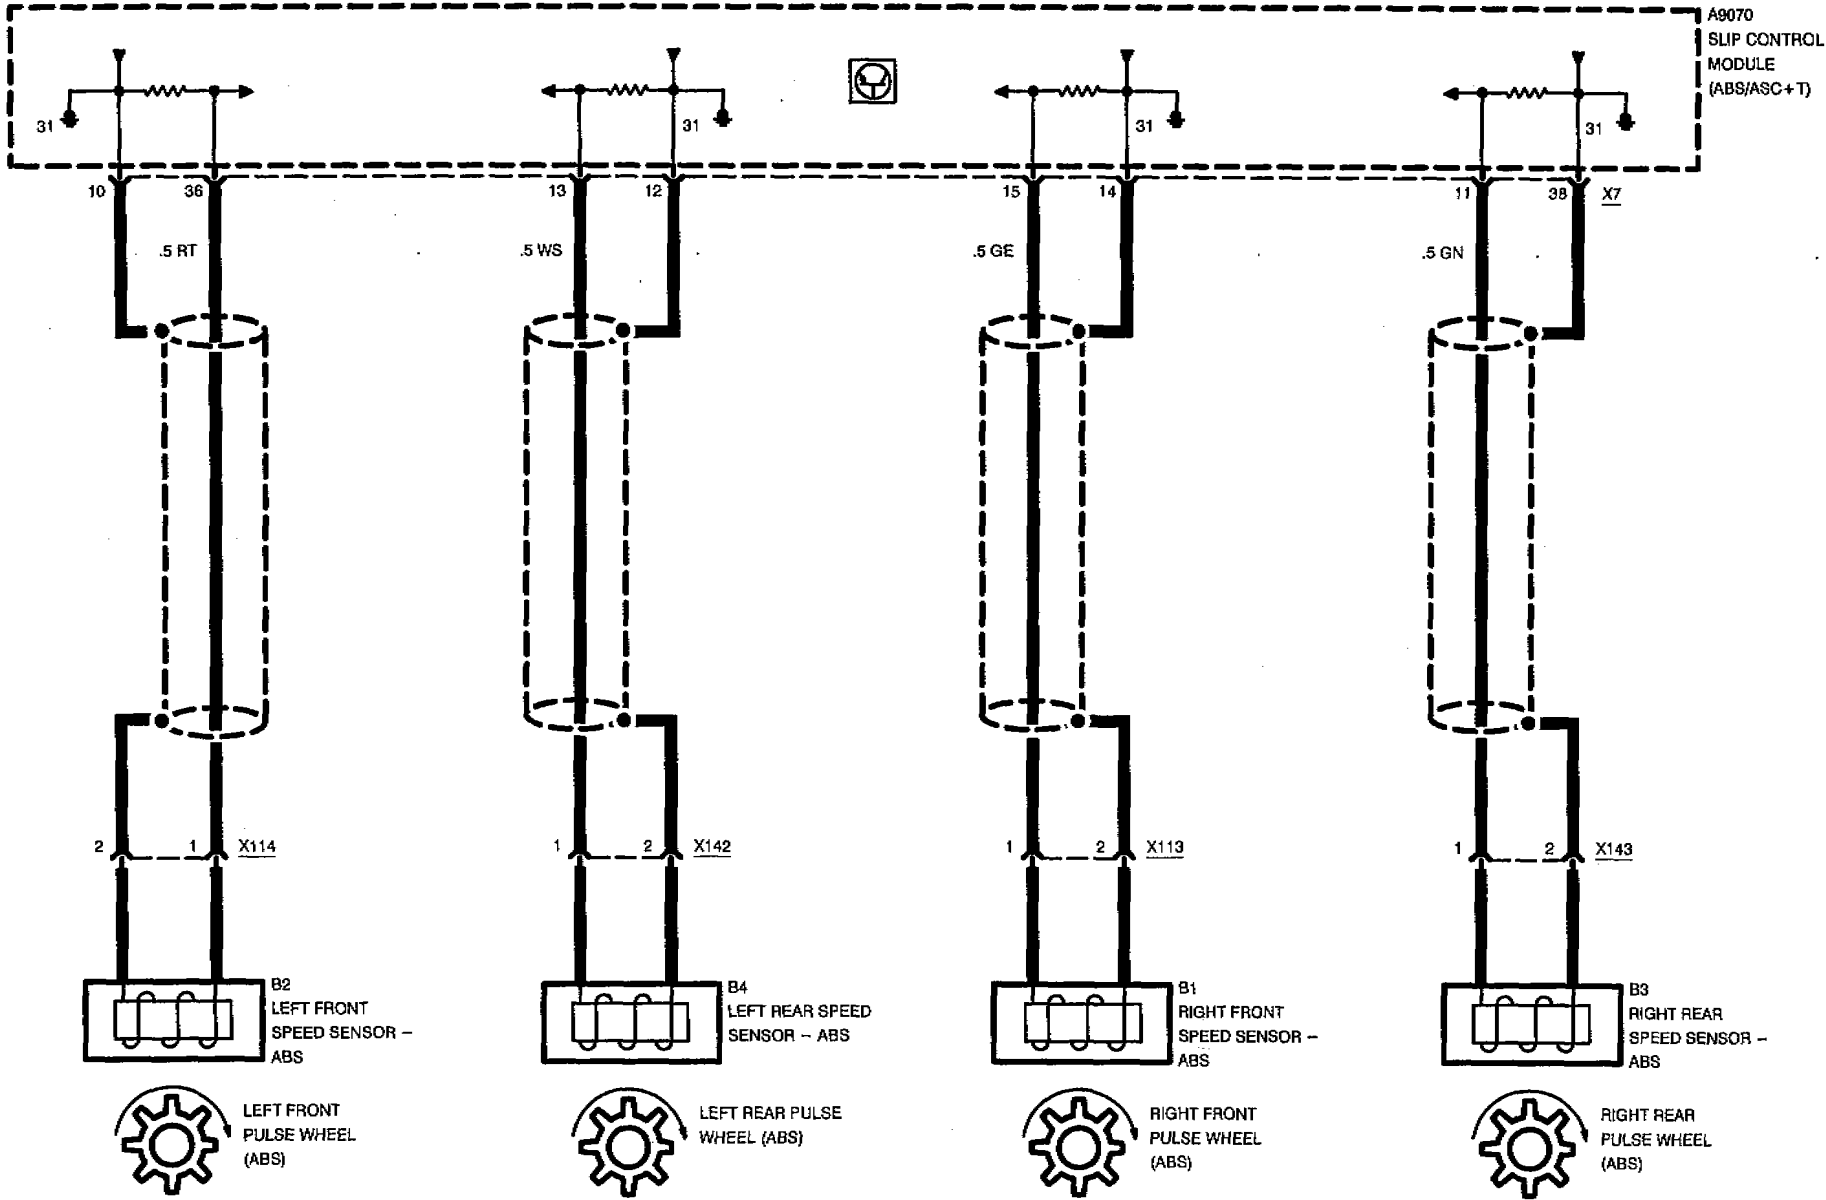 A9070
SLIP CONTROL
MODULE
(ABS/ASC+T)
31
31
31
31
10
36
13
12
15
14
11
38
X7
.5 RT
.5 WS
.5 GE
.5 GN
2
1
X114
1
2
X142
1
2
X113
1
2
X143
B2
LEFT FRONT
SPEED SENSOR –
ABS
B4
LEFT REAR SPEED
SENSOR – ABS
B1
RIGHT FRONT
SPEED SENSOR –
ABS
B3
RIGHT REAR
SPEED SENSOR –
ABS
LEFT FRONT
PULSE WHEEL
(ABS)
LEFT REAR PULSE
WHEEL (ABS)
RIGHT FRONT
PULSE WHEEL
(ABS)
RIGHT REAR
PULSE WHEEL
(ABS)